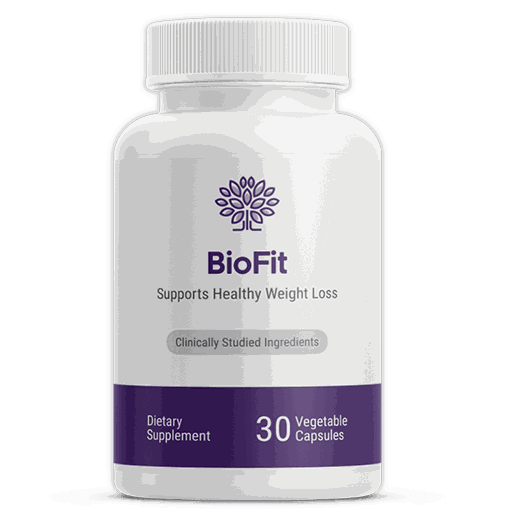 BioFit
Supports Healthy Weight Loss
Clinically Studied Ingredients
Dietary
Supplement
30 Vegetable
Capsules